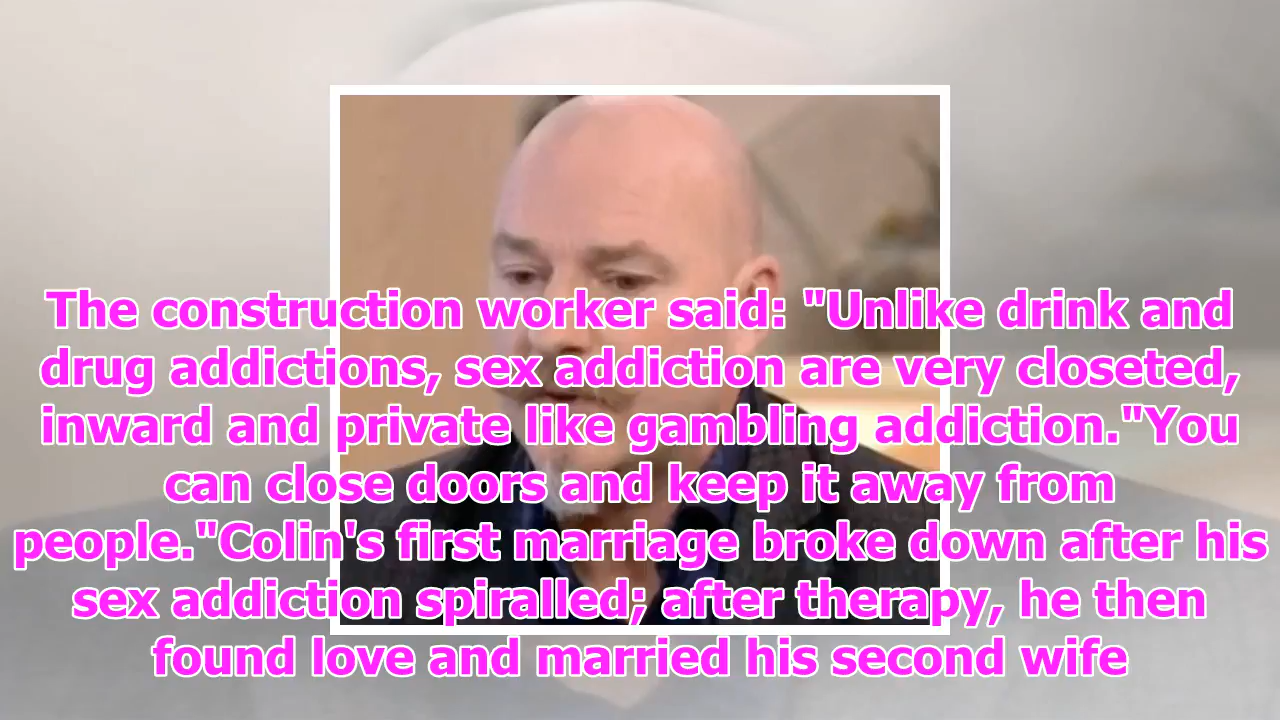 The construction worker said: "Unlike drink and
drug addictions, sex addiction are very closeted,
inward and private like gambling addiction."You
can close doors and keep it away from
people."Colin's first marriage broke down after his
sex addiction spiralled; after therapy, he then
found love and married his second wife